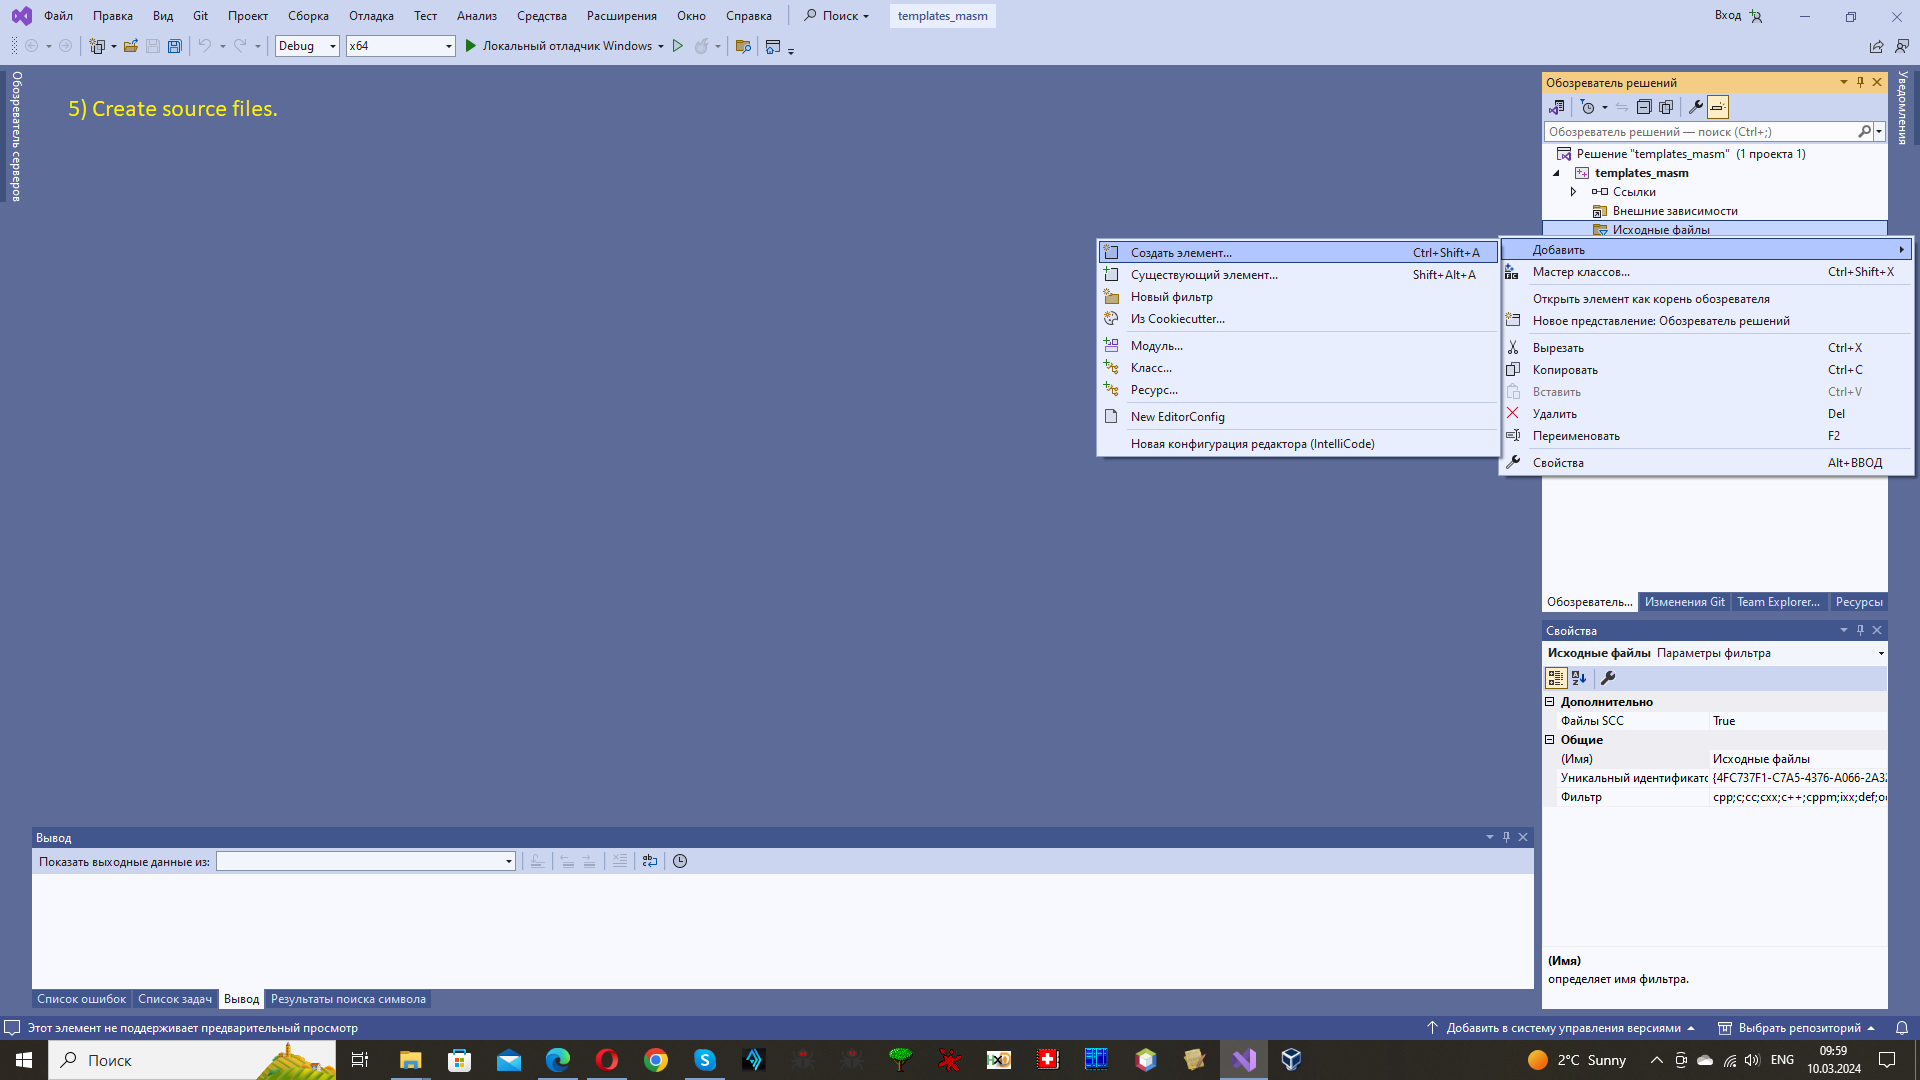 Файл Правка Вид Git Проект Сборка Отладка Тест Анализ Средства Расширения Окно Справка Поиск templates_masm Вход
Debug x64 Локальный отладчик Windows
Обозреватель серверов
5) Create source files.
Уведомления
Обозреватель решений
Обозреватель решений — поиск (Ctrl+;)
Решение "templates_masm" (1 проекта 1)
templates_masm
Ссылки
Внешние зависимости
Исходные файлы
Создать элемент... Ctrl+Shift+A
Существующий элемент... Shift+Alt+A
Новый фильтр
Из Cookiecutter...
Модуль...
Класс...
Ресурс...
New EditorConfig
Новая конфигурация редактора (IntelliCode)
Добавить
Мастер классов... Ctrl+Shift+X
Открыть элемент как корень обозревателя
Новое представление: Обозреватель решений
Вырезать Ctrl+X
Копировать Ctrl+C
Вставить Ctrl+V
Удалить Del
Переименовать F2
Свойства Alt+ВВОД
Обозреватель... Изменения Git Team Explorer... Ресурсы
Свойства
Исходные файлы Параметры фильтра
Дополнительно
Файлы SCC True
Общие
(Имя) Исходные файлы
Уникальный идентификатс {4FC737F1-C7A5-4376-A066-2A32
Фильтр cpp;c;cc;cxx;c++;cppm;ixx;def;o
(Имя)
определяет имя фильтра.
Вывод
Показать выходные данные из:
Список ошибок Список задач Вывод Результаты поиска символа
Этот элемент не поддерживает предварительный просмотр Добавить в систему управления версиями Выбрать репозиторий
Поиск 2°C Sunny ENG 09:59
10.03.2024